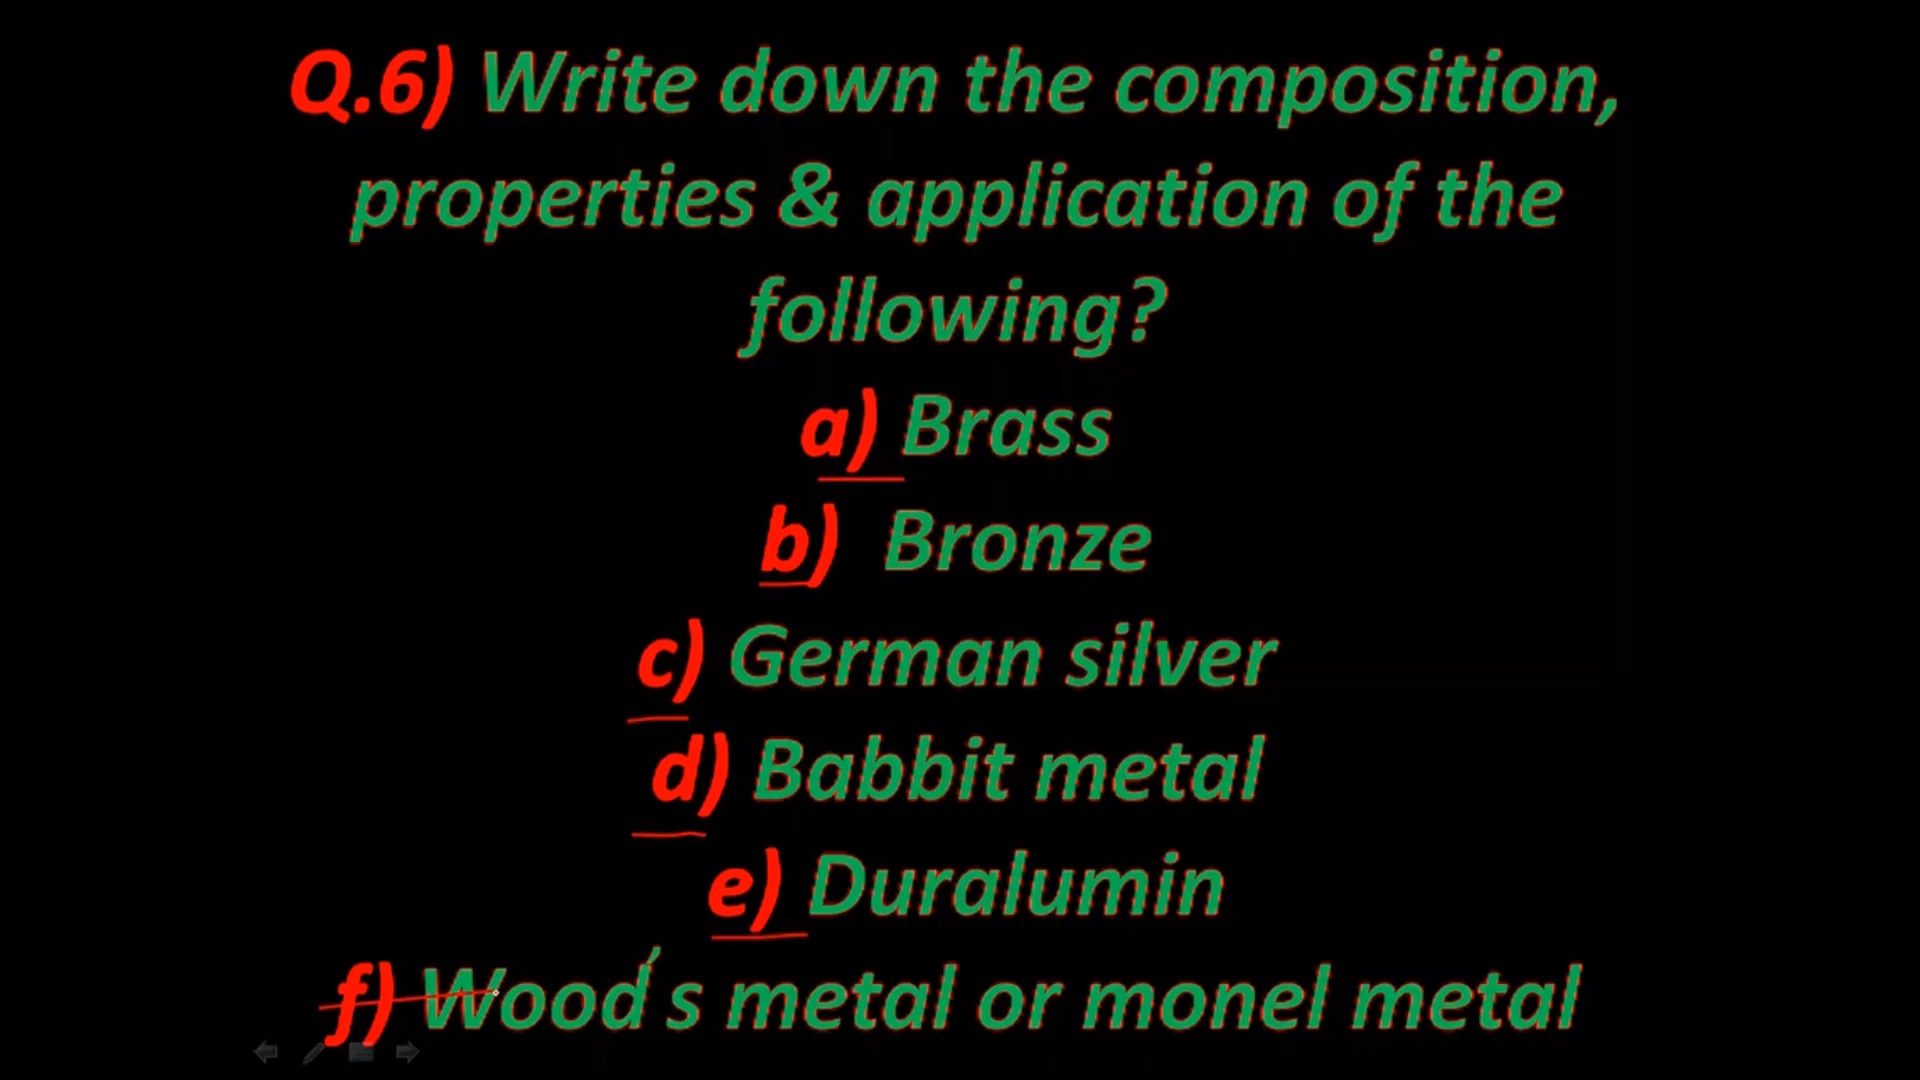 Q.6) Write down the composition,
properties & application of the
following?
a) Brass
b) Bronze
c) German silver
d) Babbit metal
e) Duralumin
f) Wood's metal or monel metal